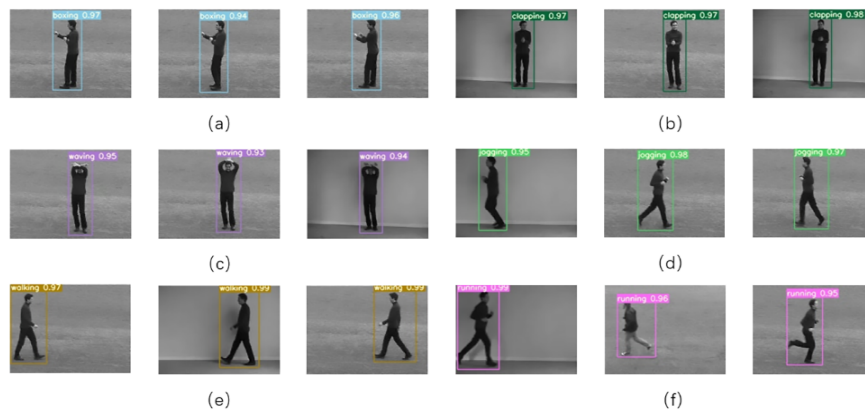 boxing 0.97
boxing 0.94
boxing 0.96
clapping 0.97
clapping 0.97
clapping 0.98
(a)
(b)
waving 0.95
waving 0.93
waving 0.94
jogging 0.95
jogging 0.98
jogging 0.97
(c)
(d)
walking 0.97
walking 0.99
walking 0.99
running 0.99
running 0.96
running 0.95
(e)
(f)